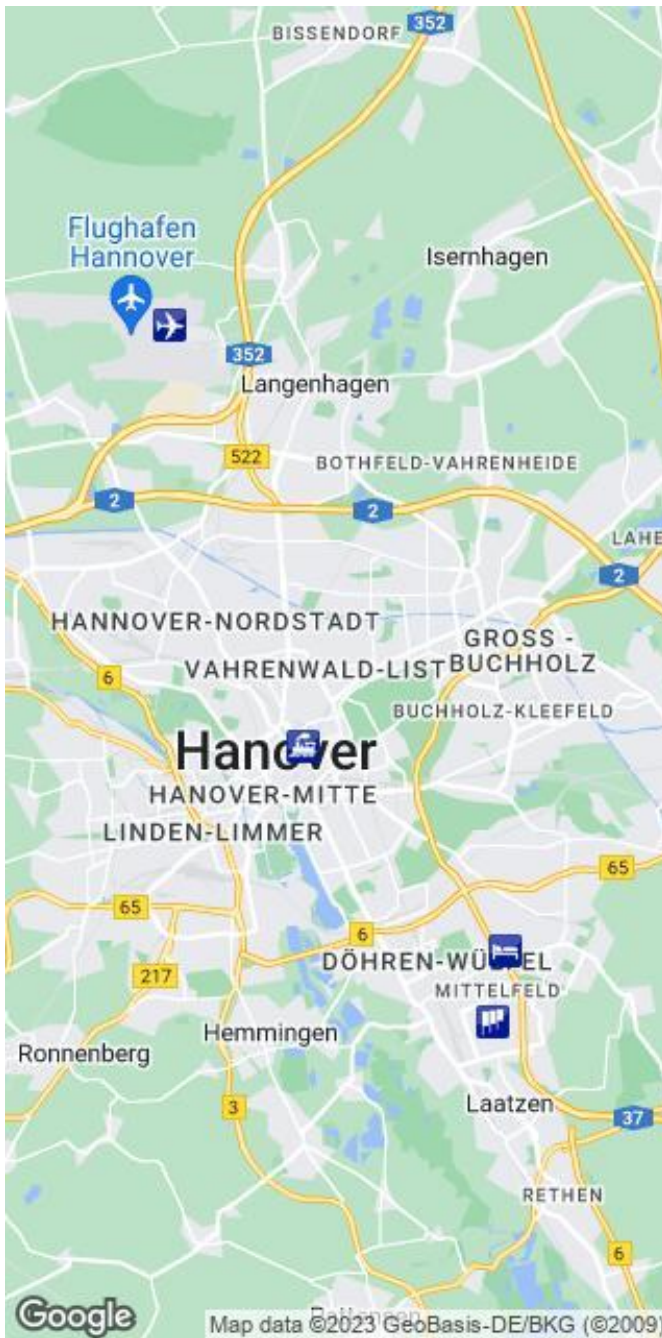 352
BISSENDORF
Flughafen
Hannover
Isernhagen
352
Langenhagen
522
BOTHFELD-VAHRENHEIDE
2
2
LAHE
2
HANNOVER-NORDSTADT
GROSS -
BUCHHOLZ
VAHRENWALD-LIST
6
BUCHHOLZ-KLEEFELD
Hanover
HANOVER-MITTE
LINDEN-LIMMER
65
65
6
DÖHREN-WÜLFEL
217
MITTELFELD
Hemmingen
Ronnenberg
Laatzen
3
37
RETHEN
6
Google
Map data ©2023 GeoBasis-DE/BKG (©2009)